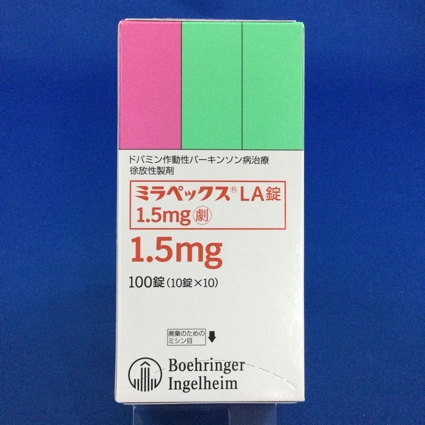 ドパミン作動性パーキンソン病治療
徐放性製剤
ミラペックス® LA錠
1.5mg 劇
1.5mg
100錠(10錠×10)
廃棄のための
ミシン目
Boehringer
Ingelheim